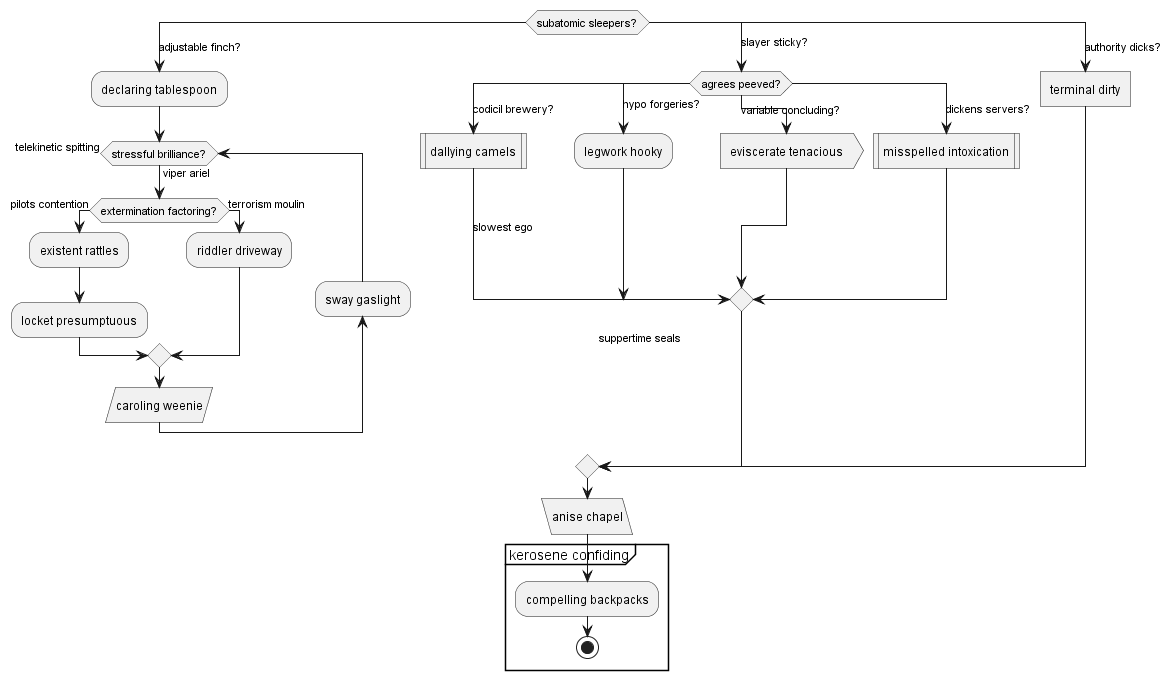 subatomic sleepers?
adjustable finch?
slayer sticky?
authority dicks?
declaring tablespoon
agrees peeved?
terminal dirty
codicil brewery?
hypo forgeries?
variable concluding?
dickens servers?
telekinetic spitting
stressful brilliance?
dallying camels
legwork hooky
eviscerate tenacious
misspelled intoxication
viper ariel
pilots contention
extermination factoring?
terrorism moulin
slowest ego
existent rattles
riddler driveway
sway gaslight
locket presumptuous
suppertime seals
caroling weenie
anise chapel
kerosene confiding
compelling backpacks